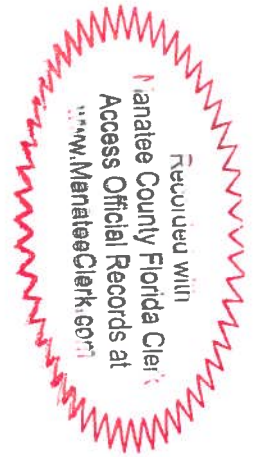 Recorded with
Manatee County Florida Clerk
Access Official Records at
www.ManateeClerk.com